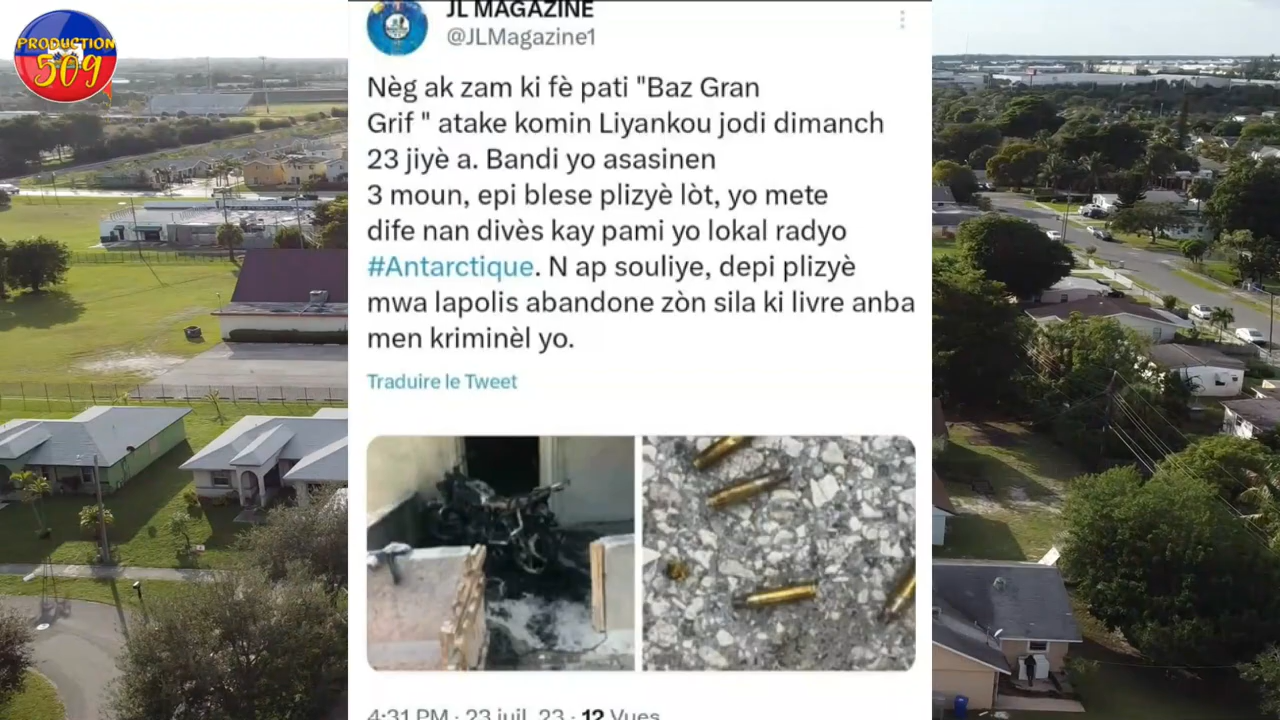 PRODUCTION
509
JL MAGAZINE
@JLMagazine1
Nèg ak zam ki fè pati "Baz Gran
Grif " atake komin Liyankou jodi dimanch
23 jiyè a. Bandi yo asasinen
3 moun, epi blese plizyè lòt, yo mete
dife nan divès kay pami yo lokal radyo
#Antarctique. N ap souliye, depi plizyè
mwa lapolis abandone zòn sila ki livre anba
men kriminèl yo.
Traduire le Tweet
4:31 PM · 23 juil. 23 · 12 Vues